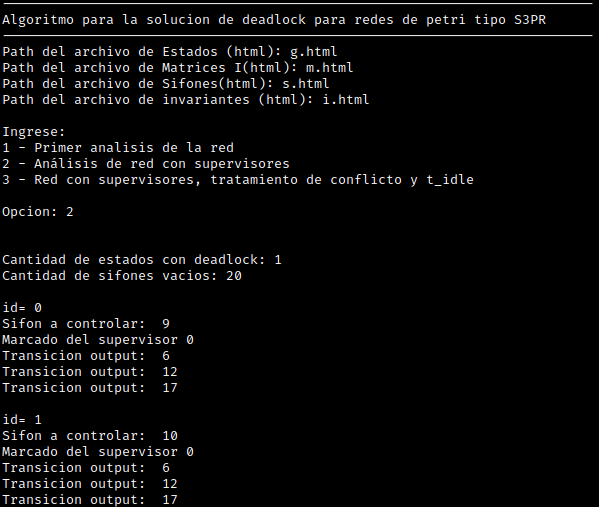 Algoritmo para la solucion de deadlock para redes de petri tipo S3PR
Path del archivo de Estados (html): g.html
Path del archivo de Matrices I(html): m.html
Path del archivo de Sifones(html): s.html
Path del archivo de invariantes (html): i.html
Ingrese:
1 - Primer analisis de la red
2 - Análisis de red con supervisores
3 - Red con supervisores, tratamiento de conflicto y t_idle
Opcion: 2
Cantidad de estados con deadlock: 1
Cantidad de sifones vacios: 20
id= 0
Sifon a controlar: 9
Marcado del supervisor 0
Transicion output: 6
Transicion output: 12
Transicion output: 17
id= 1
Sifon a controlar: 10
Marcado del supervisor 0
Transicion output: 6
Transicion output: 12
Transicion output: 17